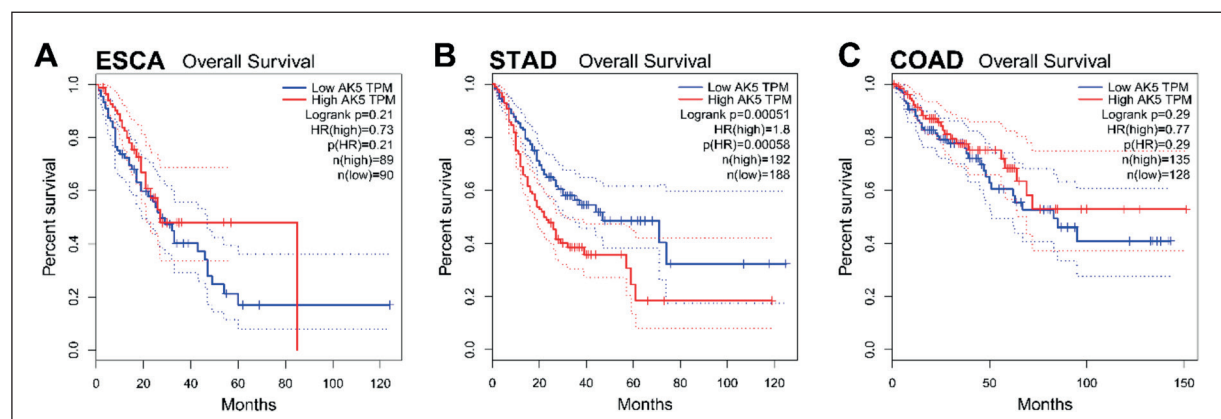 A ESCA Overall Survival
Low AK5 TPM
High AK5 TPM
Logrank p=0.21
HR(high)=0.73
p(HR)=0.21
n(high)=89
n(low)=90
Percent survival
0.0 0.2 0.4 0.6 0.8 1.0
0 20 40 60 80 100 120
Months
B STAD Overall Survival
Low AK5 TPM
High AK5 TPM
Logrank p=0.00051
HR(high)=1.8
p(HR)=0.00058
n(high)=192
n(low)=188
Percent survival
0.0 0.2 0.4 0.6 0.8 1.0
0 20 40 60 80 100 120
Months
C COAD Overall Survival
Low AK5 TPM
High AK5 TPM
Logrank p=0.29
HR(high)=0.77
p(HR)=0.29
n(high)=135
n(low)=128
Percent survival
0.0 0.2 0.4 0.6 0.8 1.0
0 50 100 150
Months